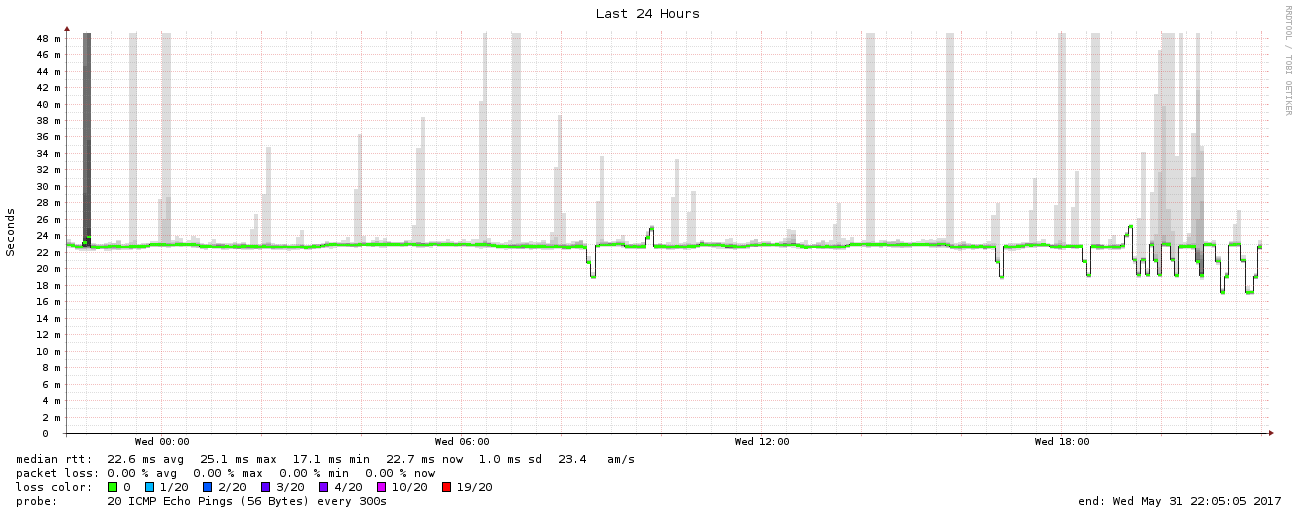 Last 24 Hours
RRDTOOL / TOBI OETIKER
Seconds
48 m
46 m
44 m
42 m
40 m
38 m
36 m
34 m
32 m
30 m
28 m
26 m
24 m
22 m
20 m
18 m
16 m
14 m
12 m
10 m
8 m
6 m
4 m
2 m
0
Wed 00:00 Wed 06:00 Wed 12:00 Wed 18:00
median rtt: 22.6 ms avg 25.1 ms max 17.1 ms min 22.7 ms now 1.0 ms sd 23.4 am/s
packet loss: 0.00 % avg 0.00 % max 0.00 % min 0.00 % now
loss color: 0 1/20 2/20 3/20 4/20 10/20 19/20
probe: 20 ICMP Echo Pings (56 Bytes) every 300s end: Wed May 31 22:05:05 2017